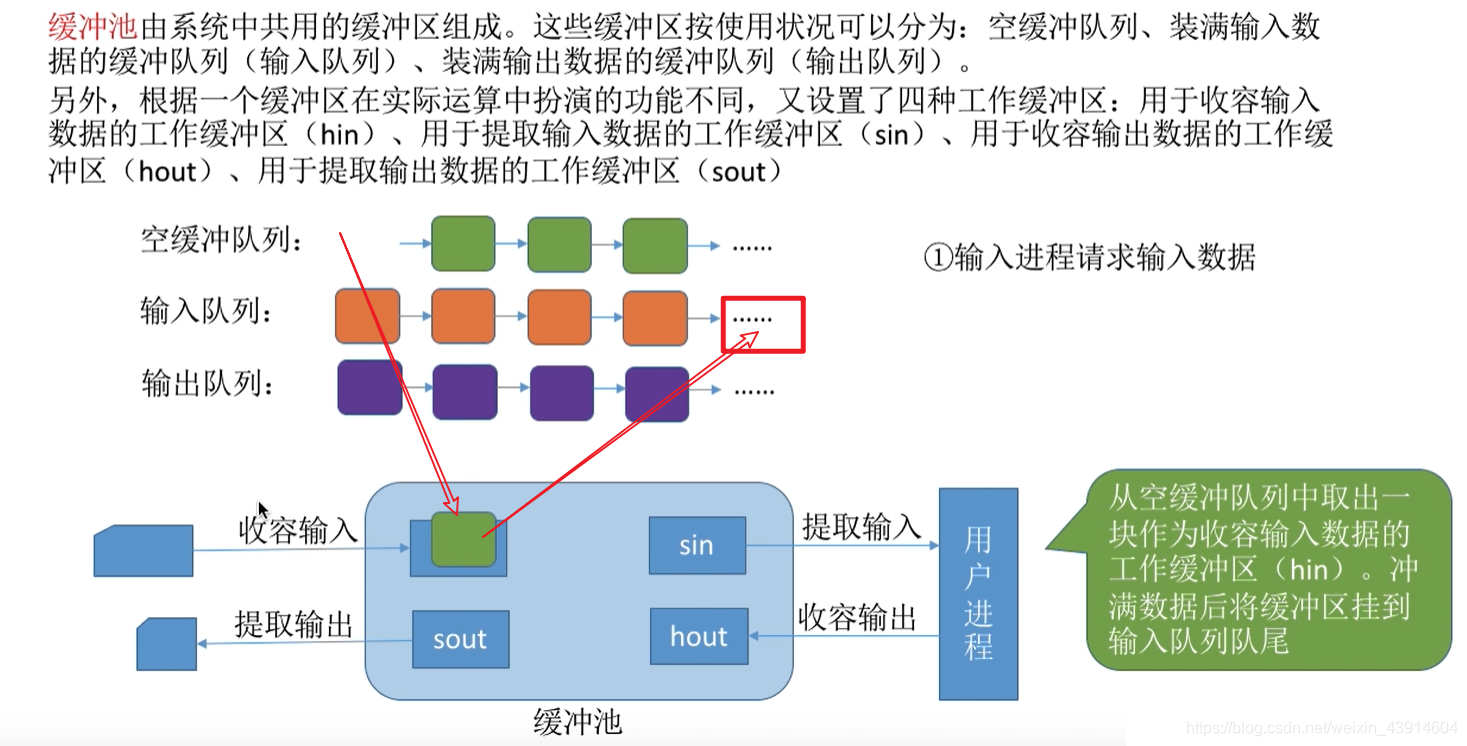 缓冲池由系统中共用的缓冲区组成。这些缓冲区按使用状况可以分为：空缓冲队列、装满输入数
据的缓冲队列（输入队列）、装满输出数据的缓冲队列（输出队列）。
另外，根据一个缓冲区在实际运算中扮演的功能不同，又设置了四种工作缓冲区：用于收容输入
数据的工作缓冲区（hin）、用于提取输入数据的工作缓冲区（sin）、用于收容输出数据的工作缓
冲区（hout）、用于提取输出数据的工作缓冲区（sout）
空缓冲队列：
……
①输入进程请求输入数据
输入队列：
……
输出队列：
……
收容输入
sin
提取输入
提取输出
sout
hout
收容输出
用
户
进
程
从空缓冲队列中取出一
块作为收容输入数据的
工作缓冲区（hin）。冲
满数据后将缓冲区挂到
输入队列队尾
缓冲池
https://blog.csdn.net/weixin_43914604